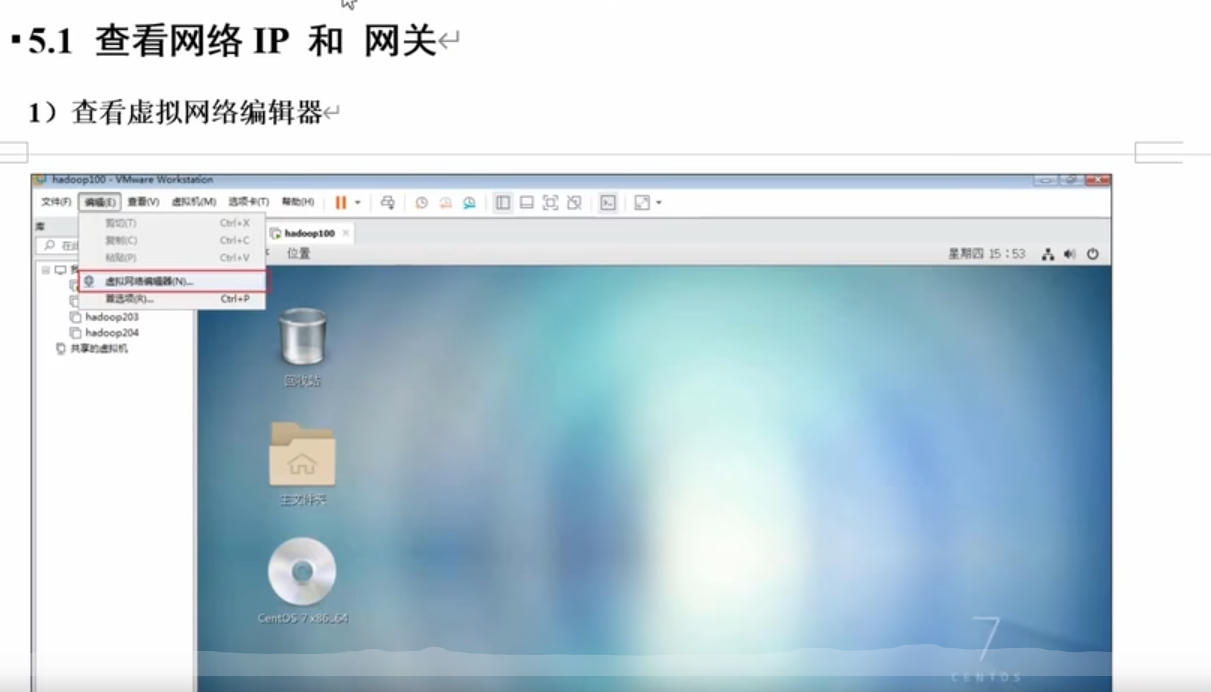 5.1 查看网络 IP 和 网关
1）查看虚拟网络编辑器
hadoop100 - VMware Workstation
文件(F) 编辑(E) 查看(V) 虚拟机(M) 选项卡(T) 帮助(H)
库
剪切(T) Ctrl+X
hadoop100
复制(C) Ctrl+C
在此
粘贴(P) Ctrl+V
位置
星期四 15：53
我
虚拟网络编辑器(N)...
首选项(R)... Ctrl+P
hadoop203
hadoop204
共享的虚拟机
回收站
主文件夹
CentOS 7 x86_64
7
CENTOS